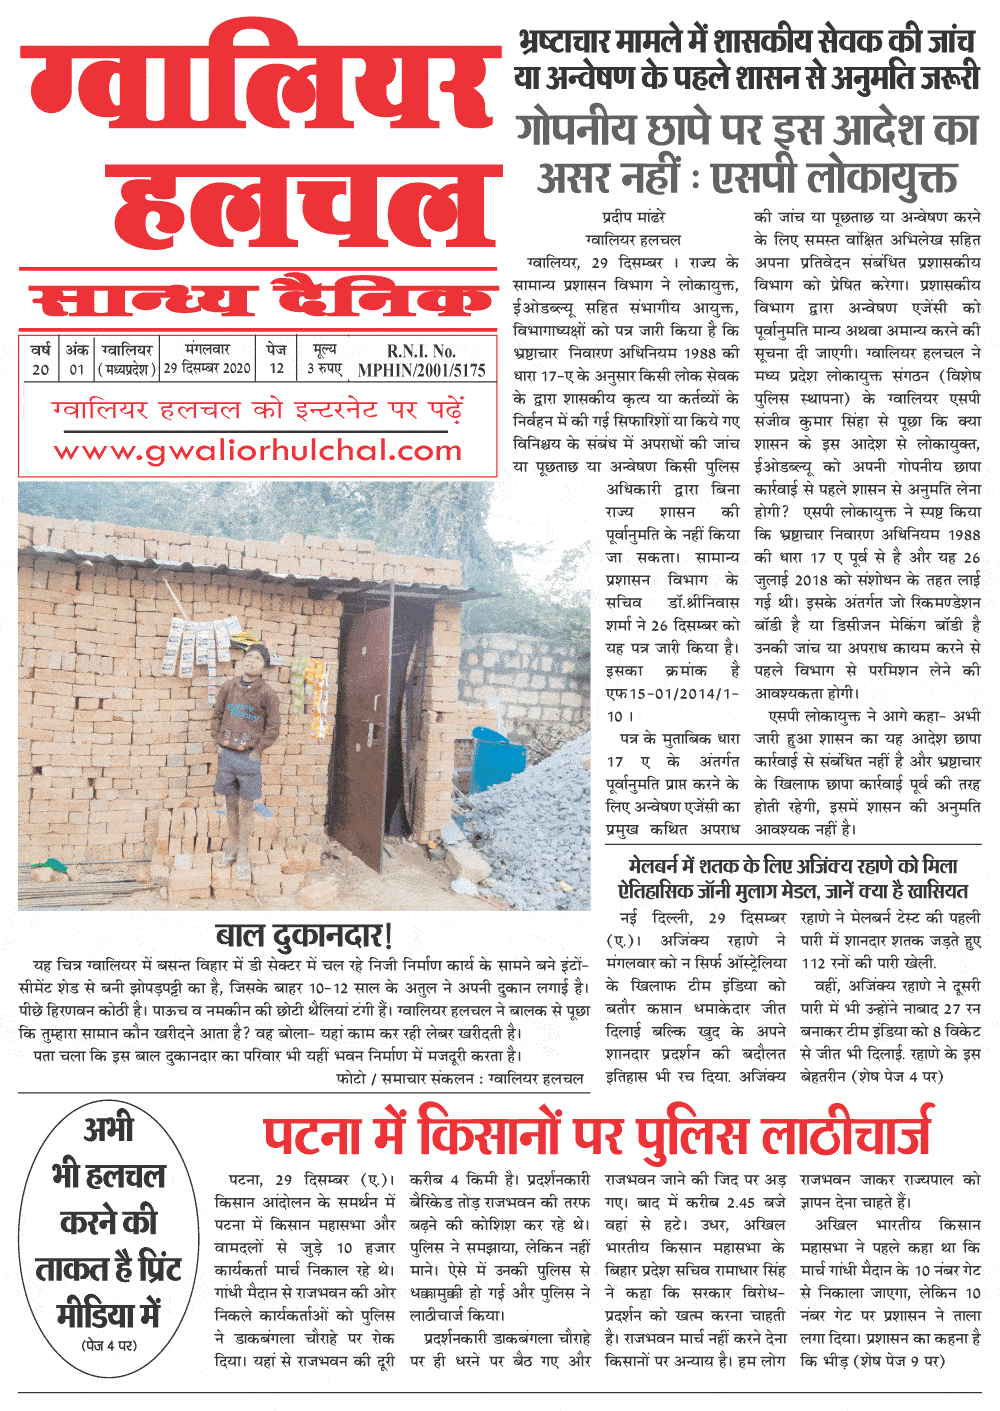 ग्वालियर
हलचल
सान्ध्य दैनिक
वर्ष
20
अंक
01
ग्वालियर
(मध्यप्रदेश)
मंगलवार
29 दिसम्बर 2020
पेज
12
मूल्य
3 रुपए
R.N.I. No.
MPHIN/2001/5175
ग्वालियर हलचल को इन्टरनेट पर पढ़ें
www.gwaliorhulchal.com
भ्रष्टाचार मामले में शासकीय सेवक की जांच
या अन्वेषण के पहले शासन से अनुमति जरूरी
गोपनीय छापे पर इस आदेश का
असर नहीं : एसपी लोकायुक्त
प्रदीप मांढरे
ग्वालियर हलचल
ग्वालियर, 29 दिसम्बर । राज्य के
सामान्य प्रशासन विभाग ने लोकायुक्त,
ईओडब्ल्यू सहित संभागीय आयुक्त,
विभागाध्यक्षों को पत्र जारी किया है कि
भ्रष्टाचार निवारण अधिनियम 1988 की
धारा 17-ए के अनुसार किसी लोक सेवक
के द्वारा शासकीय कृत्य या कर्तव्यों के
निर्वहन में की गई सिफारिशों या किये गए
विनिश्चय के संबंध में अपराधों की जांच
या पूछताछ या अन्वेषण किसी पुलिस
अधिकारी द्वारा बिना
राज्य शासन की
पूर्वानुमति के नहीं किया
जा सकता। सामान्य
प्रशासन विभाग के
सचिव डॉ.श्रीनिवास
शर्मा ने 26 दिसम्बर को
यह पत्र जारी किया है।
इसका क्रमांक है
एफ15-01/2014/1-
10 ।
पत्र के मुताबिक धारा
17 ए के अंतर्गत
पूर्वानुमति प्राप्त करने के
लिए अन्वेषण एजेंसी का
प्रमुख कथित अपराध
की जांच या पूछताछ या अन्वेषण करने
के लिए समस्त वांक्षित अभिलेख सहित
अपना प्रतिवेदन संबंधित प्रशासकीय
विभाग को प्रेषित करेगा। प्रशासकीय
विभाग द्वारा अन्वेषण एजेंसी को
पूर्वानुमति मान्य अथवा अमान्य करने की
सूचना दी जाएगी। ग्वालियर हलचल ने
मध्य प्रदेश लोकायुक्त संगठन (विशेष
पुलिस स्थापना) के ग्वालियर एसपी
संजीव कुमार सिंहा से पूछा कि क्या
शासन के इस आदेश से लोकायुक्त,
ईओडब्ल्यू को अपनी गोपनीय छापा
कार्रवाई से पहले शासन से अनुमति लेना
होगी? एसपी लोकायुक्त ने स्पष्ट किया
कि भ्रष्टाचार निवारण अधिनियम 1988
की धारा 17 ए पूर्व से है और यह 26
जुलाई 2018 को संशोधन के तहत लाई
गई थी। इसके अंतर्गत जो रिकमण्डेशन
बॉडी है या डिसीजन मेकिंग बॉडी है
उनकी जांच या अपराध कायम करने से
पहले विभाग से परमिशन लेने की
आवश्यकता होगी।
एसपी लोकायुक्त ने आगे कहा- अभी
जारी हुआ शासन का यह आदेश छापा
कार्रवाई से संबंधित नहीं है और भ्रष्टाचार
के खिलाफ छापा कार्रवाई पूर्व की तरह
होती रहेगी, इसमें शासन की अनुमति
आवश्यक नहीं है।
बाल दुकानदार!
यह चित्र ग्वालियर में बसन्त विहार में डी सेक्टर में चल रहे निजी निर्माण कार्य के सामने बने इंटों-
सीमेंट शेड से बनी झोपड़पट्टी का है, जिसके बाहर 10-12 साल के अतुल ने अपनी दुकान लगाई है।
पीछे हिरणवन कोठी है। पाऊच व नमकीन की छोटी थैलियां टंगी हैं। ग्वालियर हलचल ने बालक से पूछा
कि तुम्हारा सामान कौन खरीदने आता है? वह बोला- यहां काम कर रही लेबर खरीदती है।
पता चला कि इस बाल दुकानदार का परिवार भी यहीं भवन निर्माण में मजदूरी करता है।
फोटो / समाचार संकलन : ग्वालियर हलचल
मेलबर्न में शतक के लिए अजिंक्य रहाणे को मिला
ऐतिहासिक जॉनी मुलाग मेडल, जानें क्या है खासियत
नई दिल्ली, 29 दिसम्बर
(ए.)। अजिंक्य रहाणे ने
मंगलवार को न सिर्फ ऑस्ट्रेलिया
के खिलाफ टीम इंडिया को
बतौर कप्तान धमाकेदार जीत
दिलाई बल्कि खुद के अपने
शानदार प्रदर्शन की बदौलत
इतिहास भी रच दिया. अजिंक्य
रहाणे ने मेलबर्न टेस्ट की पहली
पारी में शानदार शतक जड़ते हुए
112 रनों की पारी खेली.
वहीं, अजिंक्य रहाणे ने दूसरी
पारी में भी उन्होंने नाबाद 27 रन
बनाकर टीम इंडिया को 8 विकेट
से जीत भी दिलाई. रहाणे के इस
बेहतरीन (शेष पेज 4 पर)
अभी
भी हलचल
करने की
ताकत है प्रिंट
मीडिया में
(पेज 4 पर)
पटना में किसानों पर पुलिस लाठीचार्ज
पटना, 29 दिसम्बर (ए.)।
किसान आंदोलन के समर्थन में
पटना में किसान महासभा और
वामदलों से जुड़े 10 हजार
कार्यकर्ता मार्च निकाल रहे थे।
गांधी मैदान से राजभवन की ओर
निकले कार्यकर्ताओं को पुलिस
ने डाकबंगला चौराहे पर रोक
दिया। यहां से राजभवन की दूरी
करीब 4 किमी है। प्रदर्शनकारी
बैरिकेड तोड़ राजभवन की तरफ
बढ़ने की कोशिश कर रहे थे।
पुलिस ने समझाया, लेकिन नहीं
माने। ऐसे में उनकी पुलिस से
धक्कामुक्की हो गई और पुलिस ने
लाठीचार्ज किया।
प्रदर्शनकारी डाकबंगला चौराहे
पर ही धरने पर बैठ गए और
राजभवन जाने की जिद पर अड़
गए। बाद में करीब 2.45 बजे
वहां से हटे। उधर, अखिल
भारतीय किसान महासभा के
बिहार प्रदेश सचिव रामाधार सिंह
ने कहा कि सरकार विरोध-
प्रदर्शन को खत्म करना चाहती
है। राजभवन मार्च नहीं करने देना
किसानों पर अन्याय है। हम लोग
राजभवन जाकर राज्यपाल को
ज्ञापन देना चाहते हैं।
अखिल भारतीय किसान
महासभा ने पहले कहा था कि
मार्च गांधी मैदान के 10 नंबर गेट
से निकाला जाएगा, लेकिन 10
नंबर गेट पर प्रशासन ने ताला
लगा दिया। प्रशासन का कहना है
कि भीड़ (शेष पेज 9 पर)